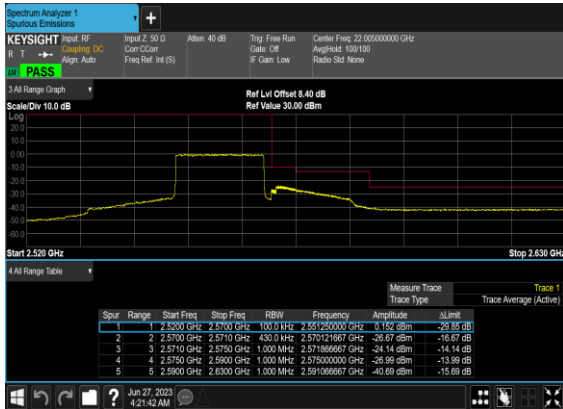 Spectrum Analyzer 1
Spurious Emissions
KEYSIGHT Input: RF Input Z: 50 Ω Atten: 40 dB Trig: Free Run Center Freq: 22.005000000 GHz
R T Coupling: DC Corr CCorr Gate: Off Avg|Hold: 100/100
Align: Auto Freq Ref: Int (S) IF Gain: Low Radio Std: None
LXI PASS
3 All Range Graph
Ref Lvl Offset 8.40 dB
Scale/Div 10.0 dB Ref Value 30.00 dBm
Log
20.0
10.0
0.00
-10.0
-20.0
-30.0
-40.0
-50.0
-60.0
Start 2.520 GHz Stop 2.630 GHz
4 All Range Table
Measure Trace Trace 1
Trace Type Trace Average (Active)
Spur Range Start Freq Stop Freq RBW Frequency Amplitude ΔLimit
1 1 2.5200 GHz 2.5700 GHz 100.0 kHz 2.551250000 GHz 0.152 dBm -29.85 dB
2 2 2.5700 GHz 2.5710 GHz 430.0 kHz 2.570121667 GHz -26.67 dBm -16.67 dB
3 3 2.5710 GHz 2.5750 GHz 1.000 MHz 2.571866667 GHz -24.14 dBm -14.14 dB
4 4 2.5750 GHz 2.5900 GHz 1.000 MHz 2.575000000 GHz -26.99 dBm -13.99 dB
5 5 2.5900 GHz 2.6300 GHz 1.000 MHz 2.591066667 GHz -40.69 dBm -15.69 dB
Jun 27, 2023
4:21:42 AM